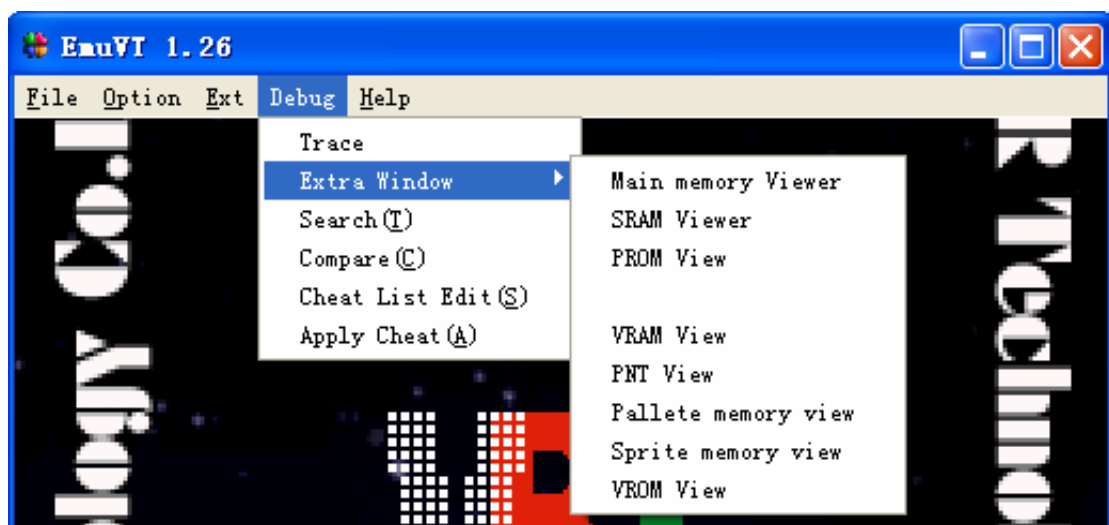 EmuVT 1.26
File Option Ext Debug Help
Trace
Extra Window
Search(T)
Compare(C)
Cheat List Edit(S)
Apply Cheat(A)
Main memory Viewer
SRAM Viewer
PROM View
VRAM View
PNT View
Pallete memory view
Sprite memory view
VROM View